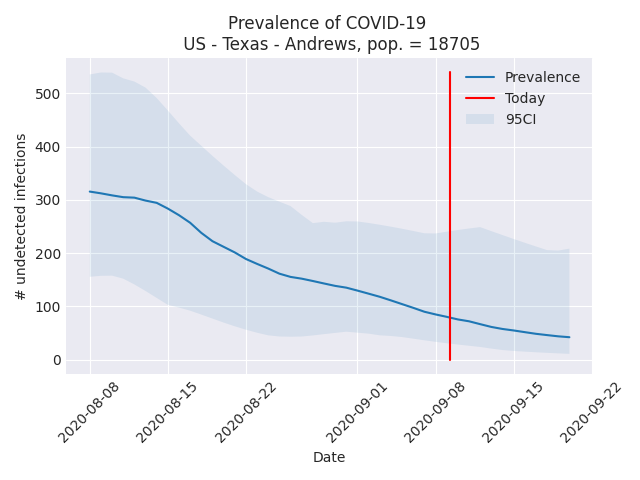 Prevalence of COVID-19
US - Texas - Andrews, pop. = 18705
Prevalence
Today
95CI
# undetected infections
500
400
300
200
100
0
2020-08-08
2020-08-15
2020-08-22
2020-09-01
2020-09-08
2020-09-15
2020-09-22
Date